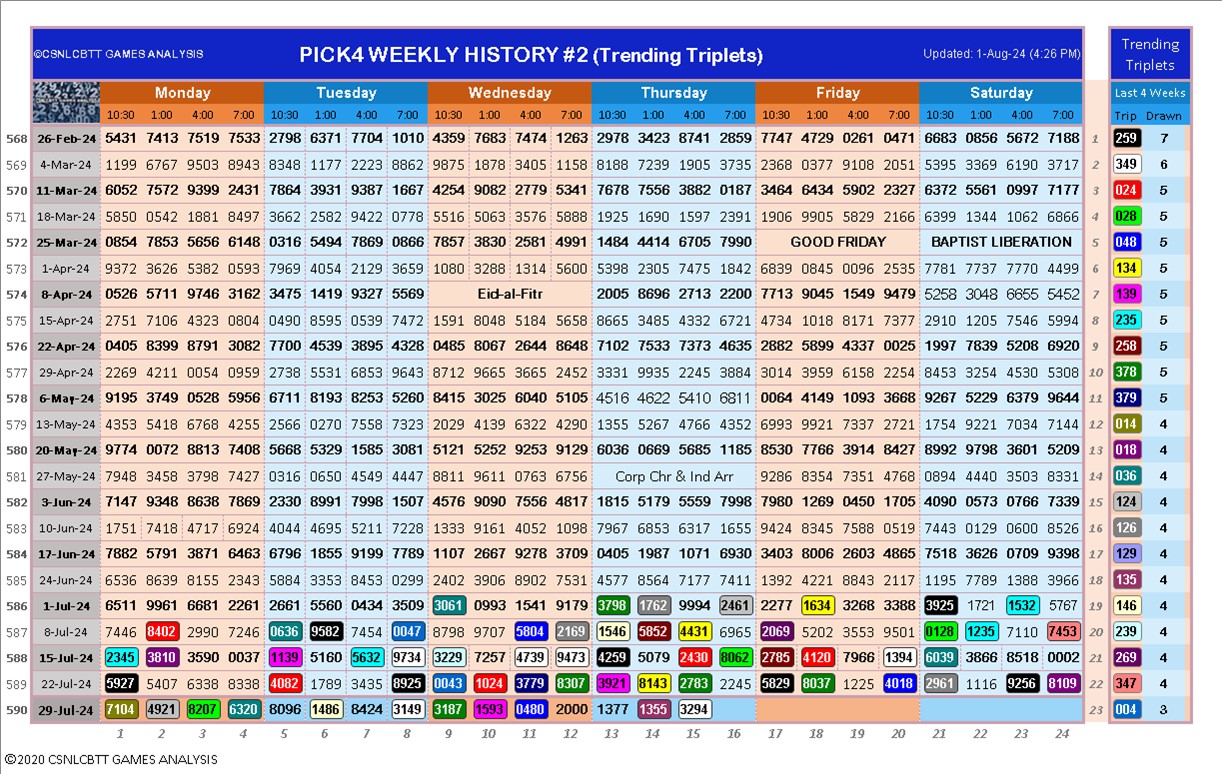 ©CSNLCBTT GAMES ANALYSIS PICK4 WEEKLY HISTORY #2 (Trending Triplets) Updated: 1-Aug-24 (4:26 PM) Trending Triplets
Monday Tuesday Wednesday Thursday Friday Saturday Last 4 Weeks
10:30 1:00 4:00 7:00 10:30 1:00 4:00 7:00 10:30 1:00 4:00 7:00 10:30 1:00 4:00 7:00 10:30 1:00 4:00 7:00 10:30 1:00 4:00 7:00 Trip Drawn
568 26-Feb-24 5431 7413 7519 7533 2798 6371 7704 1010 4359 7683 7474 1263 2978 3423 8741 2859 7747 4729 0261 0471 6683 0856 5672 7188 1 259 7
569 4-Mar-24 1199 6767 9503 8943 8348 1177 2223 8862 9875 1878 3405 1158 8188 7239 1905 3735 2368 0377 9108 2051 5395 3369 6190 3717 2 349 6
570 11-Mar-24 6052 7572 9399 2431 7864 3931 9387 1667 4254 9082 2779 5341 7678 7556 3882 0187 3464 6434 5902 2327 6372 5561 0997 7177 3 024 5
571 18-Mar-24 5850 0542 1881 8497 3662 2582 9422 0778 5516 5063 3576 5888 1925 1690 1597 2391 1906 9905 5829 2166 6399 1344 1062 6866 4 028 5
572 25-Mar-24 0854 7853 5656 6148 0316 5494 7869 0866 7857 3830 2581 4991 1484 4414 6705 7990 GOOD FRIDAY BAPTIST LIBERATION 5 048 5
573 1-Apr-24 9372 3626 5382 0593 7969 4054 2129 3659 1080 3288 1314 5600 5398 2305 7475 1842 6839 0845 0096 2535 7781 7737 7770 4499 6 134 5
574 8-Apr-24 0526 5711 9746 3162 3475 1419 9327 5569 Eid-al-Fitr 2005 8696 2713 2200 7713 9045 1549 9479 5258 3048 6655 5452 7 139 5
575 15-Apr-24 2751 7106 4323 0804 0490 8595 0539 7472 1591 8048 5184 5658 8665 3485 4332 6721 4734 1018 8171 7377 2910 1205 7546 5994 8 235 5
576 22-Apr-24 0405 8399 8791 3082 7700 4539 3895 4328 0485 8067 2644 8648 7102 7533 7373 4635 2882 5899 4337 0025 1997 7839 5208 6920 9 258 5
577 29-Apr-24 2269 4211 0054 0959 2738 5531 6853 9643 8712 9665 3665 2452 3331 9935 2245 3884 3014 3959 6158 2254 8453 3254 4530 5308 10 378 5
578 6-May-24 9195 3749 0528 5956 6711 8193 8253 5260 8415 3025 6040 5105 4516 4622 5410 6811 0064 4149 1093 3668 9267 5229 6379 9644 11 379 5
579 13-May-24 4353 5418 6768 4255 2566 0270 7558 7323 2029 4139 6322 4290 1355 5267 4766 4352 6993 9921 7337 2721 1754 9221 7034 7144 12 014 4
580 20-May-24 9774 0072 8813 7408 5668 5329 1585 3081 5121 5252 9253 9129 6036 0669 5685 1185 8530 7766 3914 8427 8992 9798 3601 5209 13 018 4
581 27-May-24 7948 3458 3798 7427 0316 0650 4549 4447 8811 9611 0763 6756 Corp Chr & Ind Arr 9286 8354 7351 4768 0894 4440 3503 8331 14 036 4
582 3-Jun-24 7147 9348 8638 7869 2330 8991 7998 1507 4576 9090 7556 4817 1815 5179 5559 7998 7980 1269 0450 1705 4090 0573 0766 7339 15 124 4
583 10-Jun-24 1751 7418 4717 6924 4044 4695 5211 7228 1333 9161 4052 1098 7967 6853 6317 1655 9424 8345 7588 0519 7443 0129 0600 8526 16 126 4
584 17-Jun-24 7882 5791 3871 6463 6796 1855 9199 7789 1107 2667 9278 3709 0405 1987 1071 6930 3403 8006 2603 4865 7518 3626 0709 9398 17 129 4
585 24-Jun-24 6536 8639 8155 2343 5884 3353 8453 0299 2402 3906 8902 7531 4577 8564 7177 7411 1392 4221 8843 2117 1195 7789 1388 3966 18 135 4
586 1-Jul-24 6511 9961 6681 2261 2661 5560 0434 3509 3061 0993 1541 9179 3798 1762 9994 2461 2277 1634 3268 3388 3925 1721 1532 5767 19 146 4
587 8-Jul-24 7446 8402 2990 7246 0636 9582 7454 0047 8798 9707 5804 2169 1546 5852 4431 6965 2069 5202 3553 9501 0128 1235 7110 7453 20 239 4
588 15-Jul-24 2345 3810 3590 0037 1139 5160 5632 9734 3229 7257 4739 9473 4259 5079 2430 8062 2785 4120 7966 1394 6039 3866 8518 0002 21 269 4
589 22-Jul-24 5927 5407 6338 8338 4082 1789 3435 8925 0043 1024 3779 8307 3921 8143 2783 2245 5829 8037 1225 4018 2961 1116 9256 8109 22 347 4
590 29-Jul-24 7104 4921 8207 6320 8096 1486 8424 3149 3187 1593 0480 2000 1377 1355 3294 23 004 3
1 2 3 4 5 6 7 8 9 10 11 12 13 14 15 16 17 18 19 20 21 22 23 24
©2020 CSNLCBTT GAMES ANALYSIS